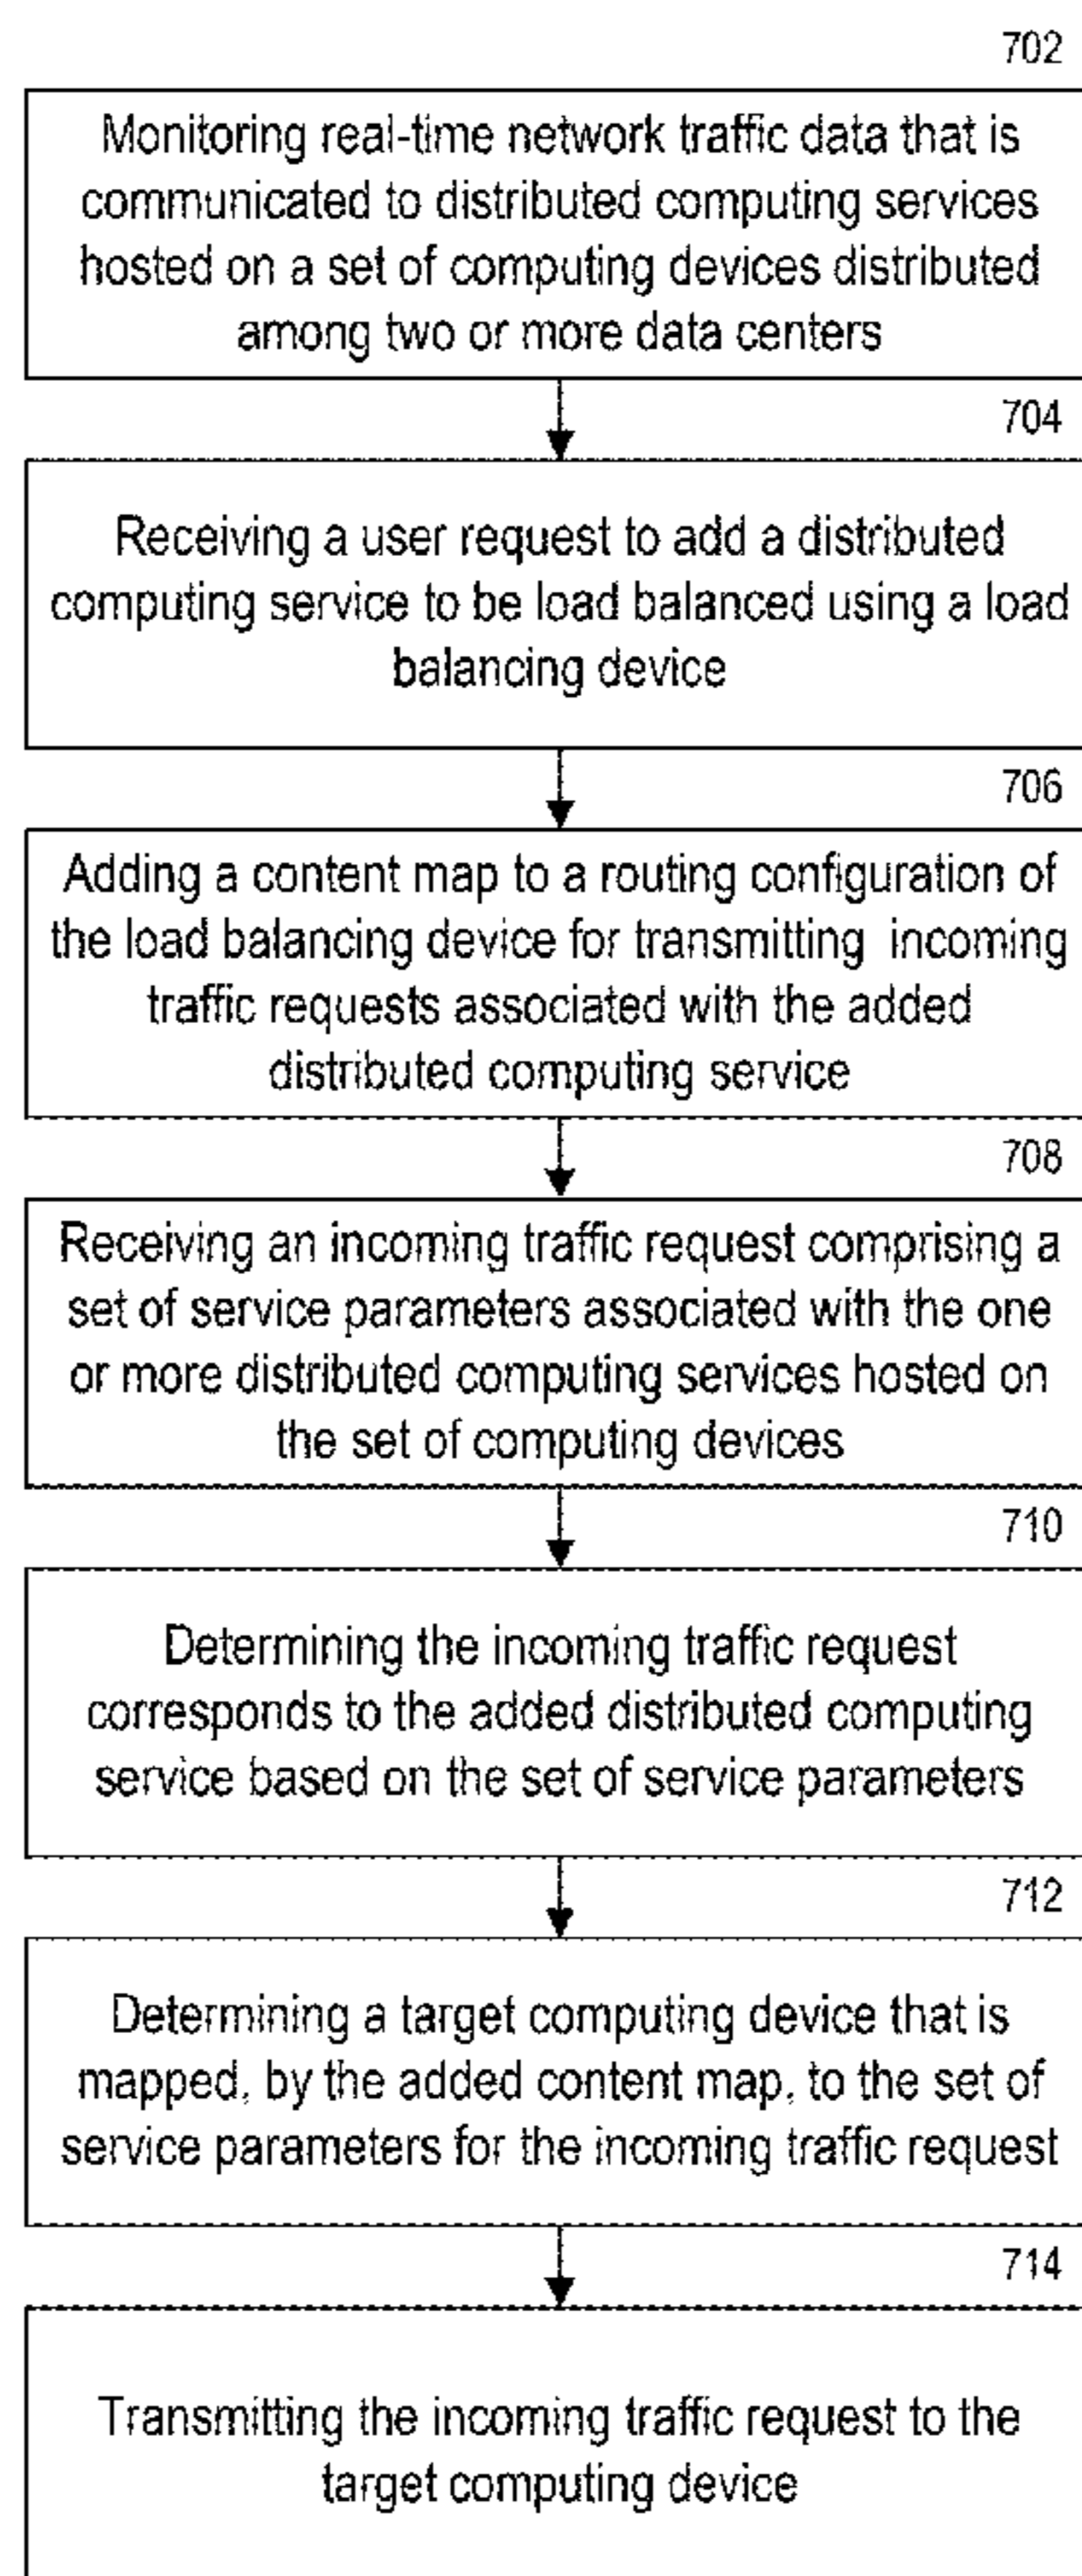 702
Monitoring real-time network traffic data that is
communicated to distributed computing services
hosted on a set of computing devices distributed
among two or more data centers
704
Receiving a user request to add a distributed
computing service to be load balanced using a load
balancing device
706
Adding a content map to a routing configuration of
the load balancing device for transmitting incoming
traffic requests associated with the added
distributed computing service
708
Receiving an incoming traffic request comprising a
set of service parameters associated with the one
or more distributed computing services hosted on
the set of computing devices
710
Determining the incoming traffic request
corresponds to the added distributed computing
service based on the set of service parameters
712
Determining a target computing device that is
mapped, by the added content map, to the set of
service parameters for the incoming traffic request
714
Transmitting the incoming traffic request to the
target computing device